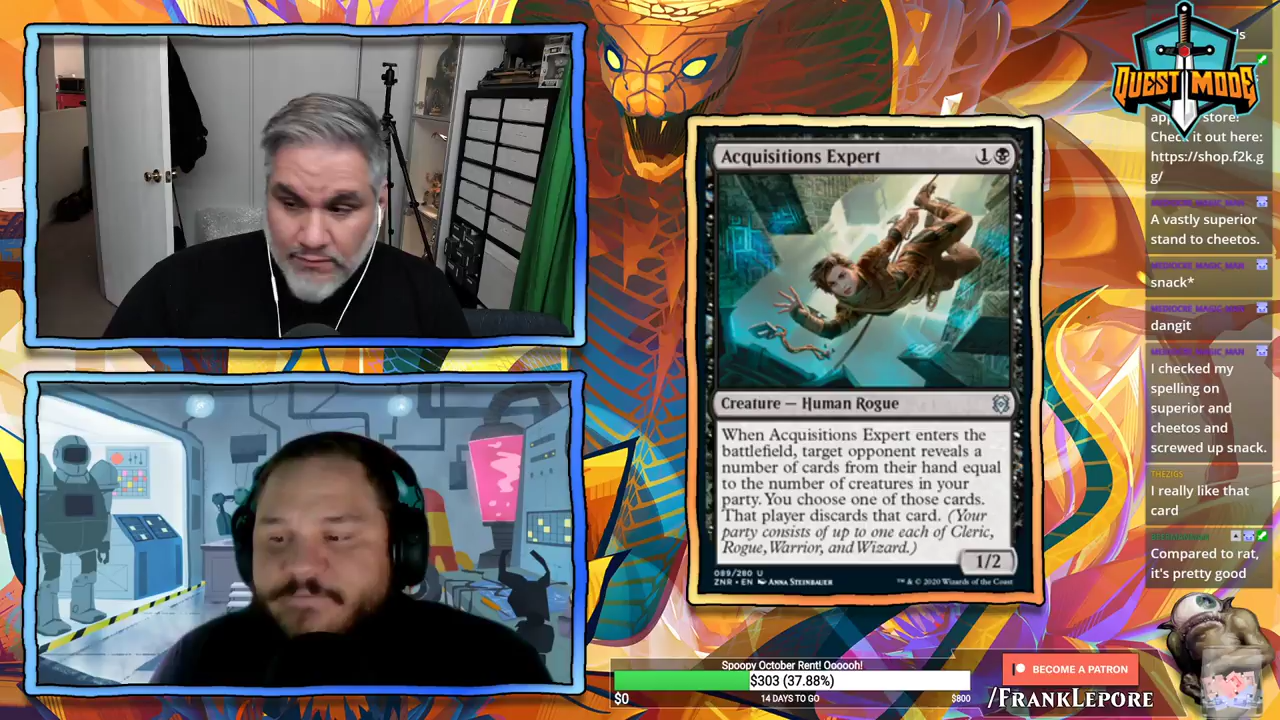 Acquisitions Expert 1
Creature — Human Rogue
When Acquisitions Expert enters the
battlefield, target opponent reveals a
number of cards from their hand equal
to the number of creatures in your
party. You choose one of those cards.
That player discards that card. (Your
party consists of up to one each of Cleric,
Rogue, Warrior, and Wizard.)
1/2
089/280 U
ZNR • EN ANNA STEINBAUER
™ & © 2020 Wizards of the Coast
QUEST MODE
store:
Check it out here:
https://shop.f2k.g
g/
MEDIOCRE_MAGIC_MAN
A vastly superior
stand to cheetos.
MEDIOCRE_MAGIC_MAN
snack*
MEDIOCRE_MAGIC_MAN
dangit
MEDIOCRE_MAGIC_MAN
I checked my
spelling on
superior and
cheetos and
screwed up snack.
THEZIGS
I really like that
card
Compared to rat,
it's pretty good
Spoopy October Rent! Oooooh!
$303 (37.88%)
$0
14 DAYS TO GO
$800
BECOME A PATRON
/FRANKLEPORE